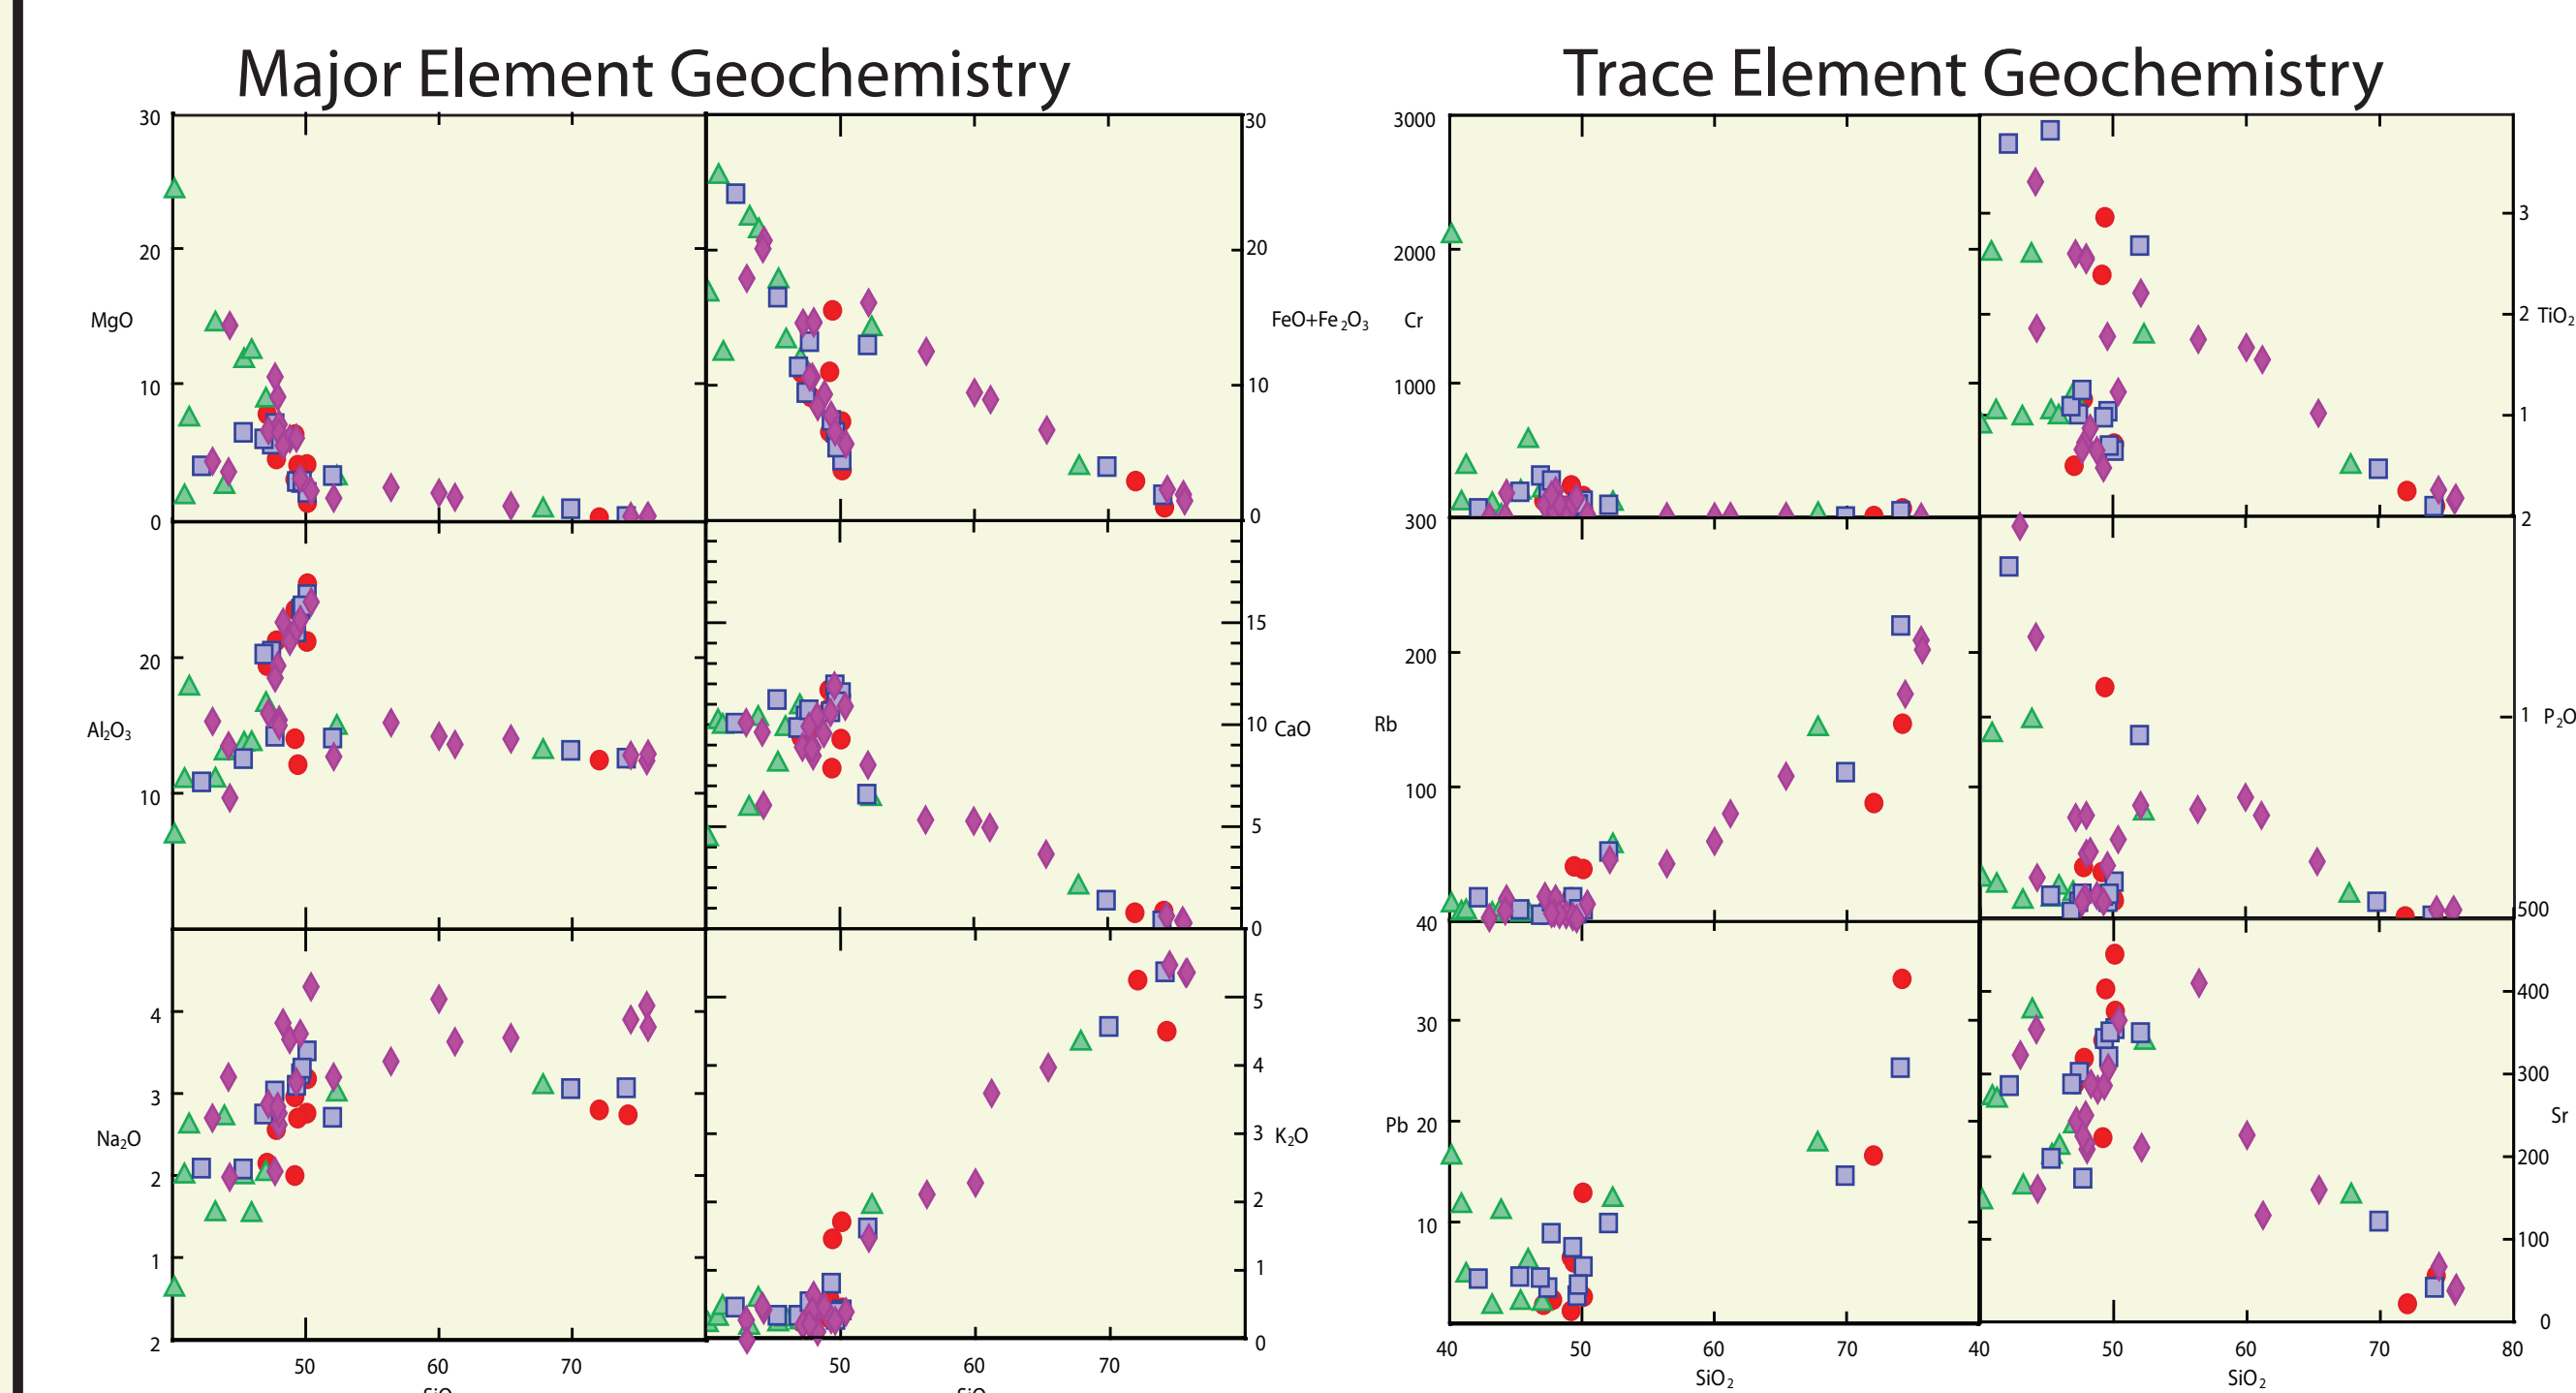 Major Element Geochemistry
Trace Element Geochemistry
30
20
10
0
MgO
30
20
10
0
FeO+Fe₂O₃
20
10
Al₂O₃
15
10
5
0
CaO
4
3
2
1
2
Na₂O
5
4
3
2
1
0
K₂O
50 60 70
50 60 70
3000
2000
1000
Cr
3
2
TiO₂
1
300
200
100
Rb
2
1
P₂O
500
40
30
20
10
Pb
400
300
200
100
0
Sr
40 50 60 70
40 50 60 70 80
SiO₂
SiO₂